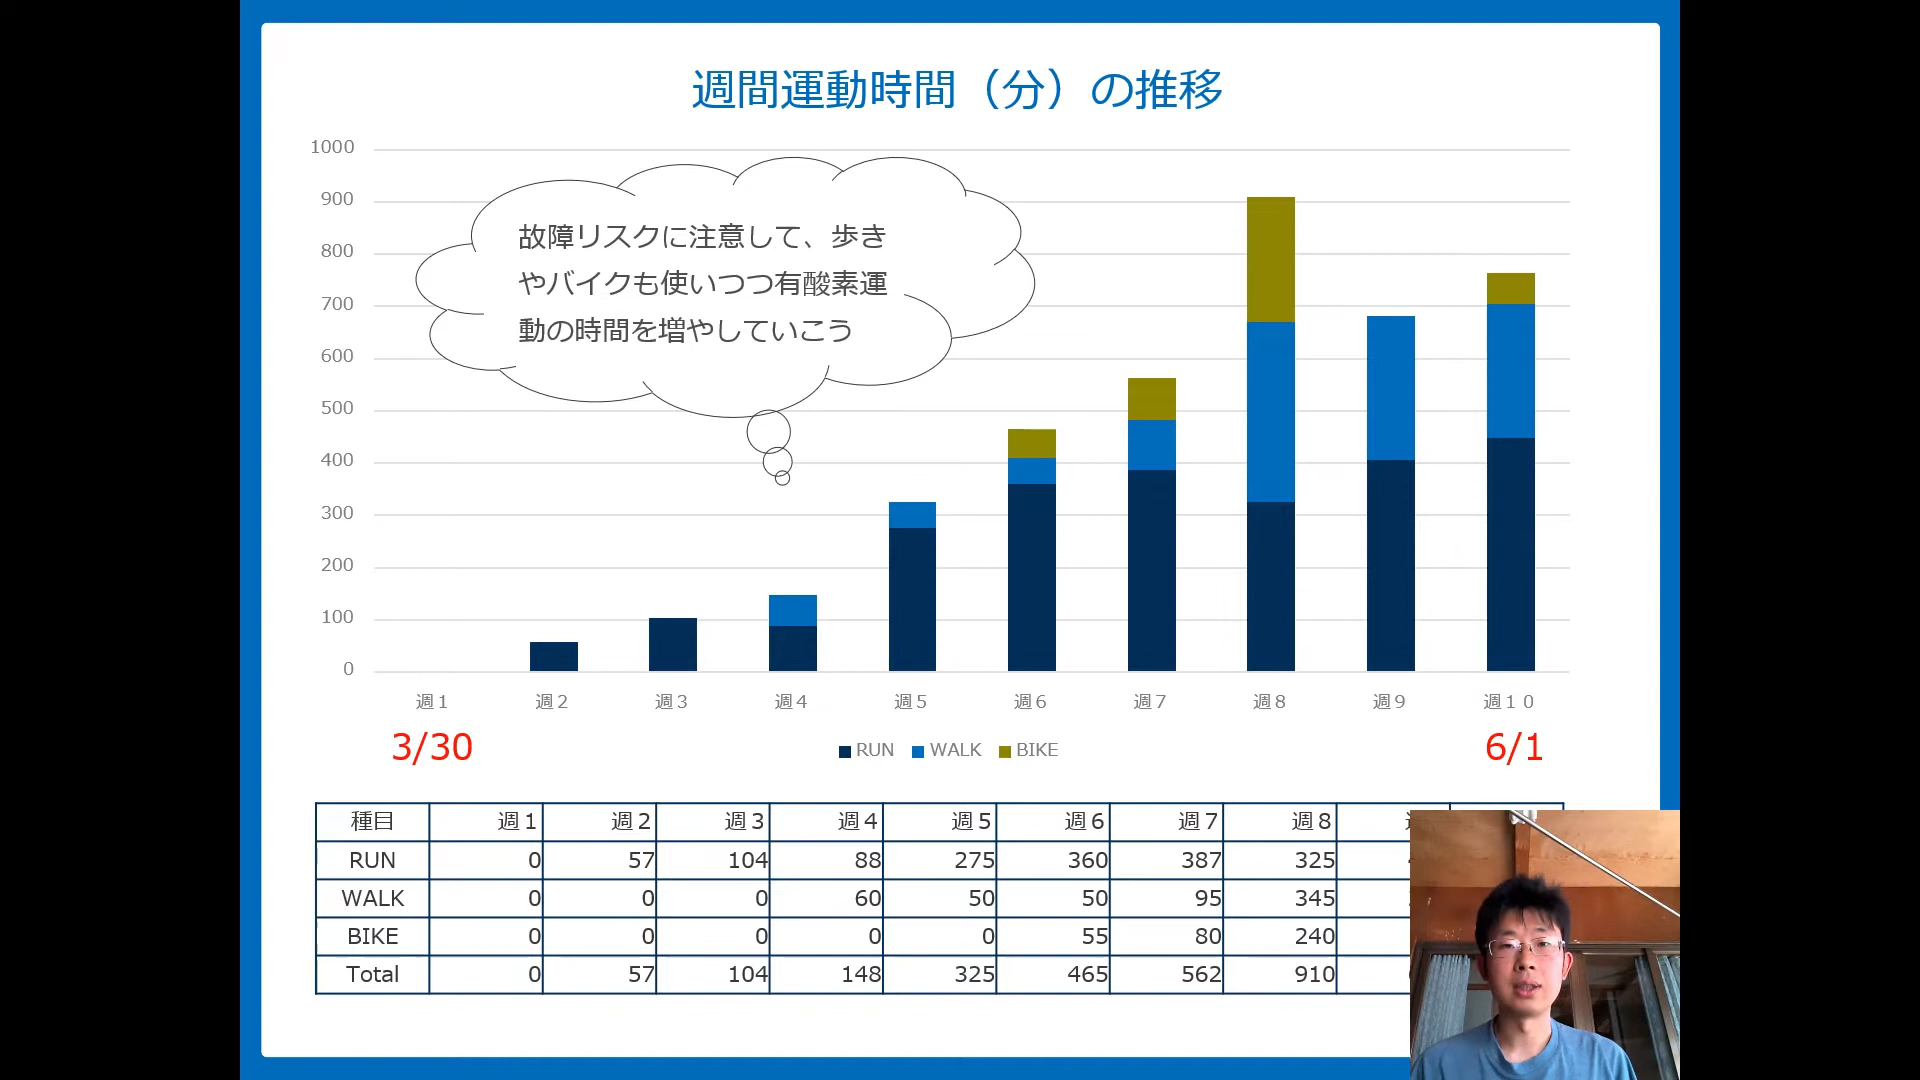 週間運動時間（分）の推移
1000
900
800
700
600
500
400
300
200
100
0
故障リスクに注意して、歩き
やバイクも使いつつ有酸素運
動の時間を増やしていこう
週１ 週２ 週３ 週４ 週５ 週６ 週７ 週８ 週９ 週１０
3/30 6/1
RUN WALK BIKE
種目 週１ 週２ 週３ 週４ 週５ 週６ 週７ 週８
RUN 0 57 104 88 275 360 387 325
WALK 0 0 0 60 50 50 95 345
BIKE 0 0 0 0 0 55 80 240
Total 0 57 104 148 325 465 562 910